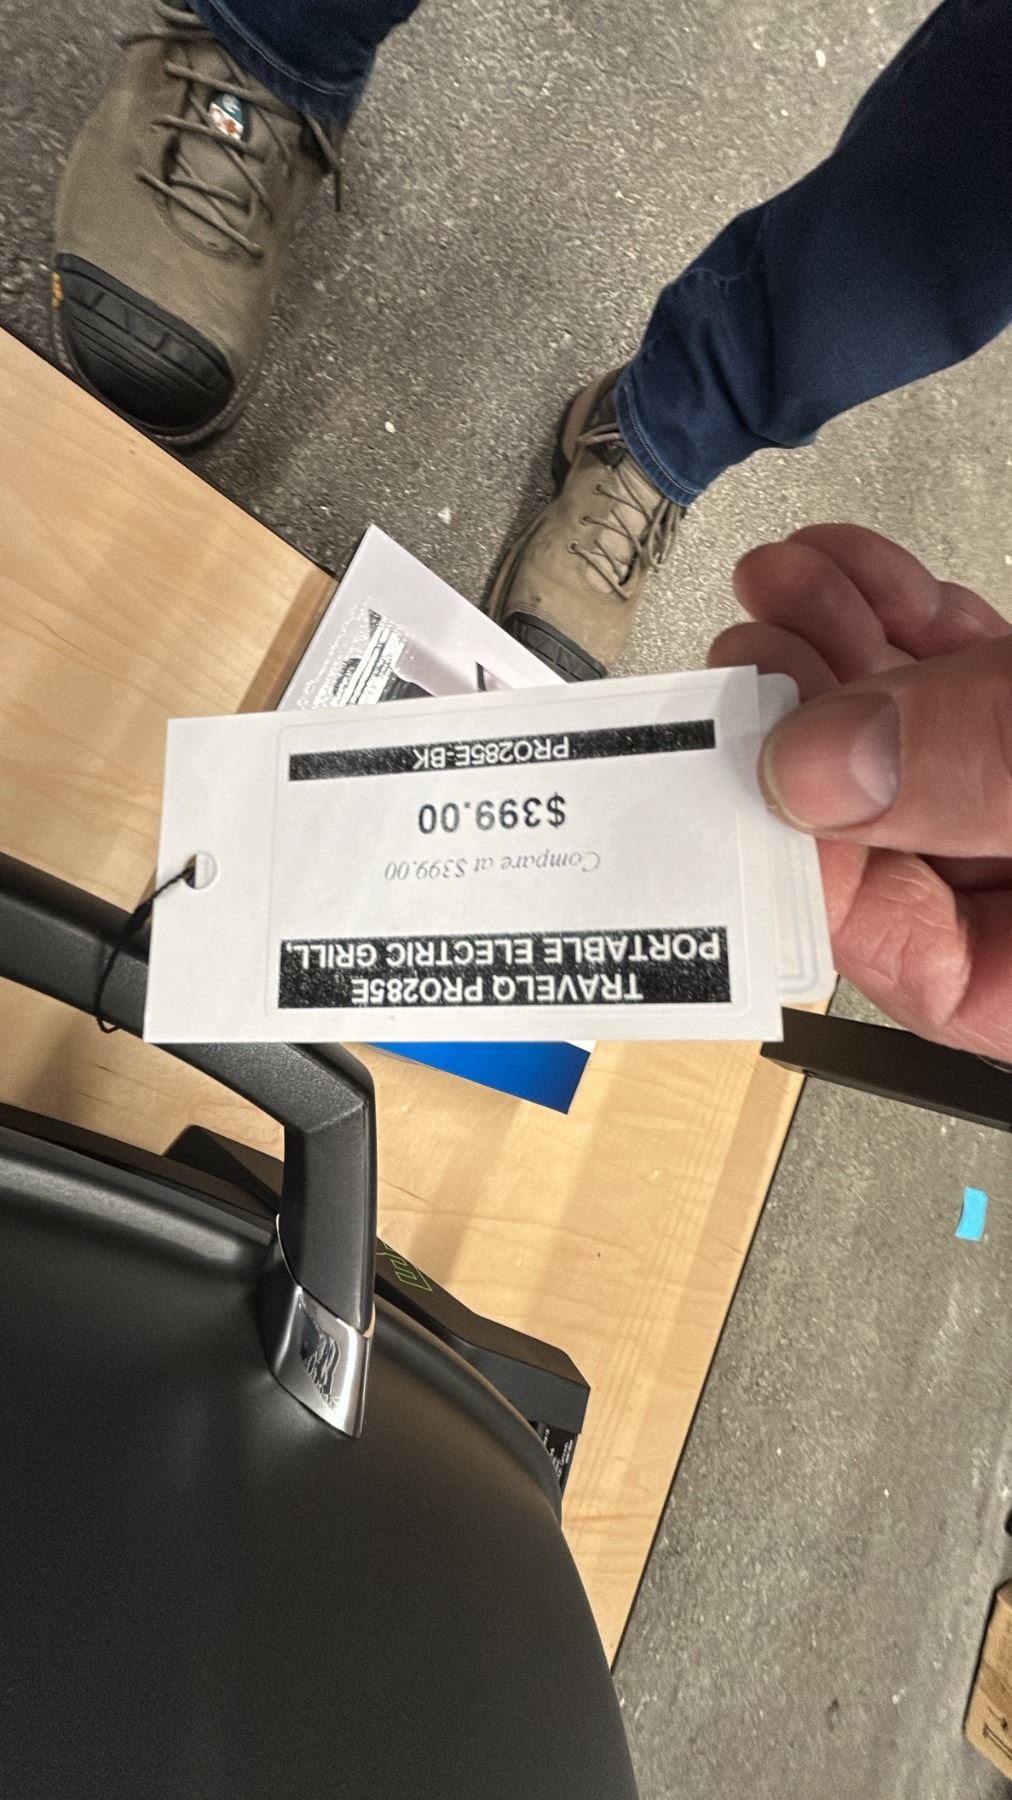 TRAVELQ PRO285E
PORTABLE ELECTRIC GRILL,
Compare at $399.00
$399.00
PRO285E-BK